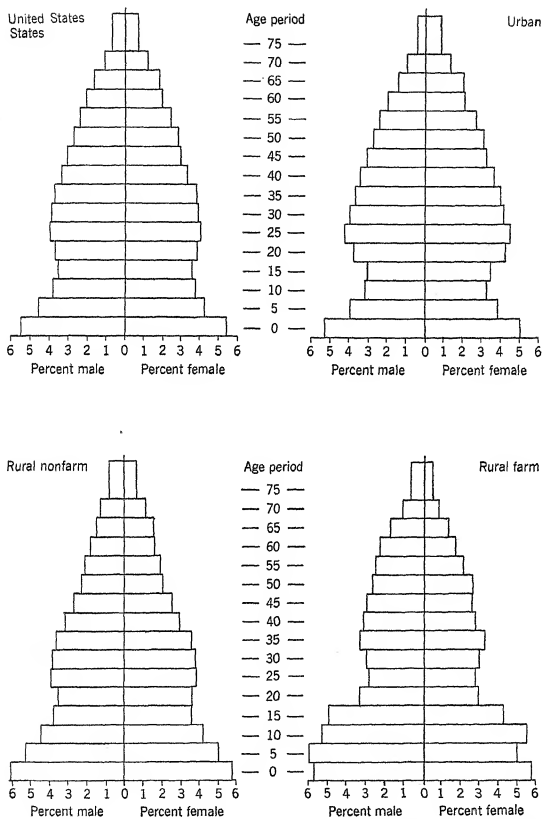 United States
States
Age period
Urban
— 75 —
— 70 —
— 65 —
— 60 —
— 55 —
— 50 —
— 45 —
— 40 —
— 35 —
— 30 —
— 25 —
— 20 —
— 15 —
— 10 —
— 5 —
— 0 —
6 5 4 3 2 1 0 1 2 3 4 5 6
Percent male Percent female
6 5 4 3 2 1 0 1 2 3 4 5 6
Percent male Percent female
Rural nonfarm
Age period
Rural farm
— 75 —
— 70 —
— 65 —
— 60 —
— 55 —
— 50 —
— 45 —
— 40 —
— 35 —
— 30 —
— 25 —
— 20 —
— 15 —
— 10 —
— 5 —
— 0 —
6 5 4 3 2 1 0 1 2 3 4 5 6
Percent male Percent female
6 5 4 3 2 1 0 1 2 3 4 5 6
Percent male Percent female